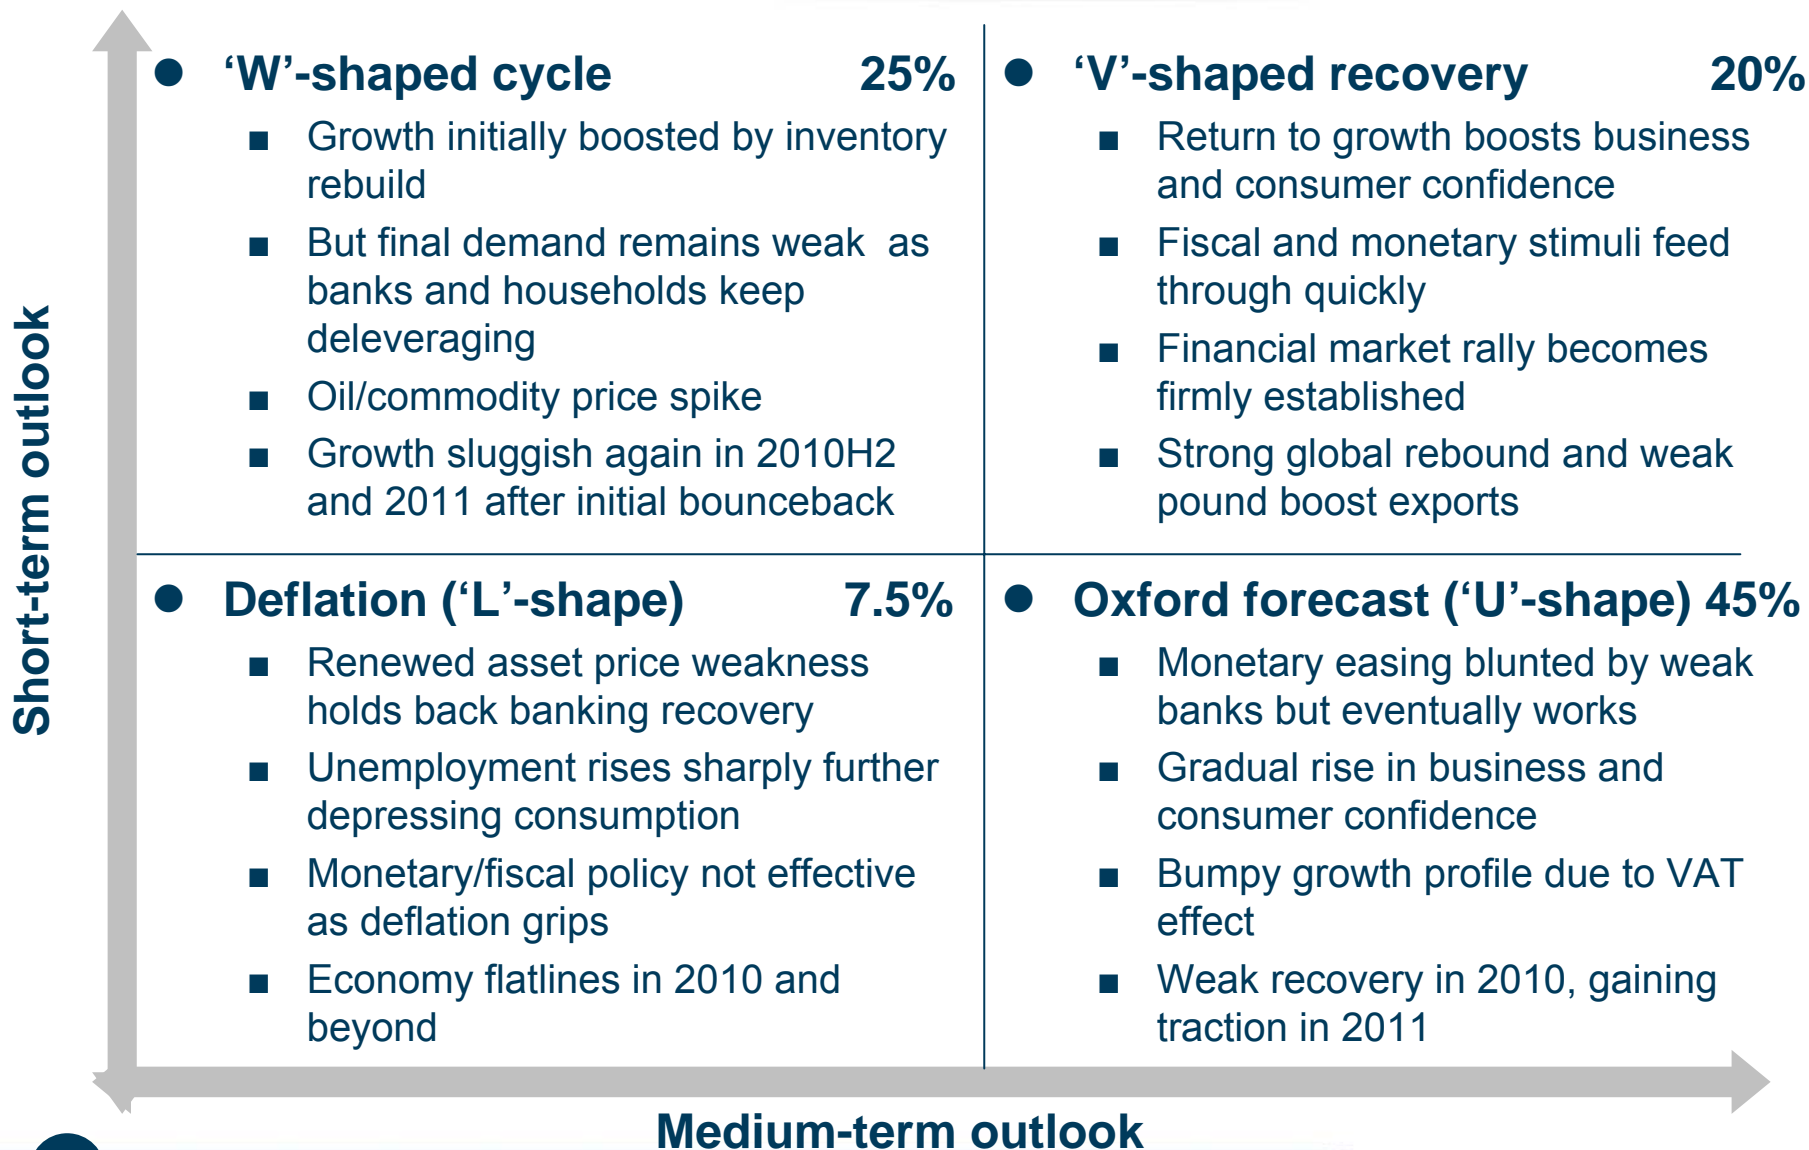 ‘W’-shaped cycle 25%
Growth initially boosted by inventory
rebuild
But final demand remains weak as
banks and households keep
deleveraging
Oil/commodity price spike
Growth sluggish again in 2010H2
and 2011 after initial bounceback
‘V’-shaped recovery 20%
Return to growth boosts business
and consumer confidence
Fiscal and monetary stimuli feed
through quickly
Financial market rally becomes
firmly established
Strong global rebound and weak
pound boost exports
Short-term outlook
Deflation (‘L’-shape) 7.5%
Renewed asset price weakness
holds back banking recovery
Unemployment rises sharply further
depressing consumption
Monetary/fiscal policy not effective
as deflation grips
Economy flatlines in 2010 and
beyond
Oxford forecast (‘U’-shape) 45%
Monetary easing blunted by weak
banks but eventually works
Gradual rise in business and
consumer confidence
Bumpy growth profile due to VAT
effect
Weak recovery in 2010, gaining
traction in 2011
Medium-term outlook